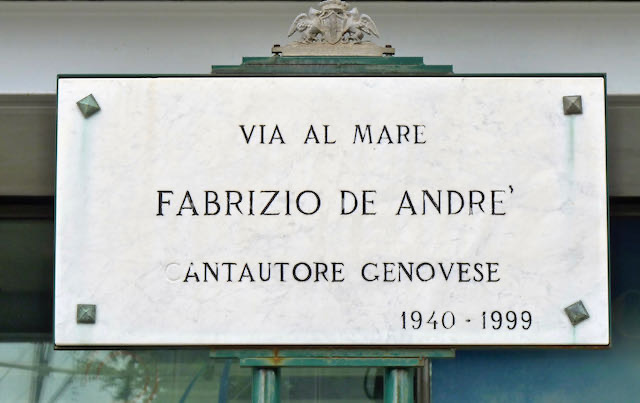 VIA AL MARE
FABRIZIO DE ANDRE'
CANTAUTORE GENOVESE
1940 - 1999